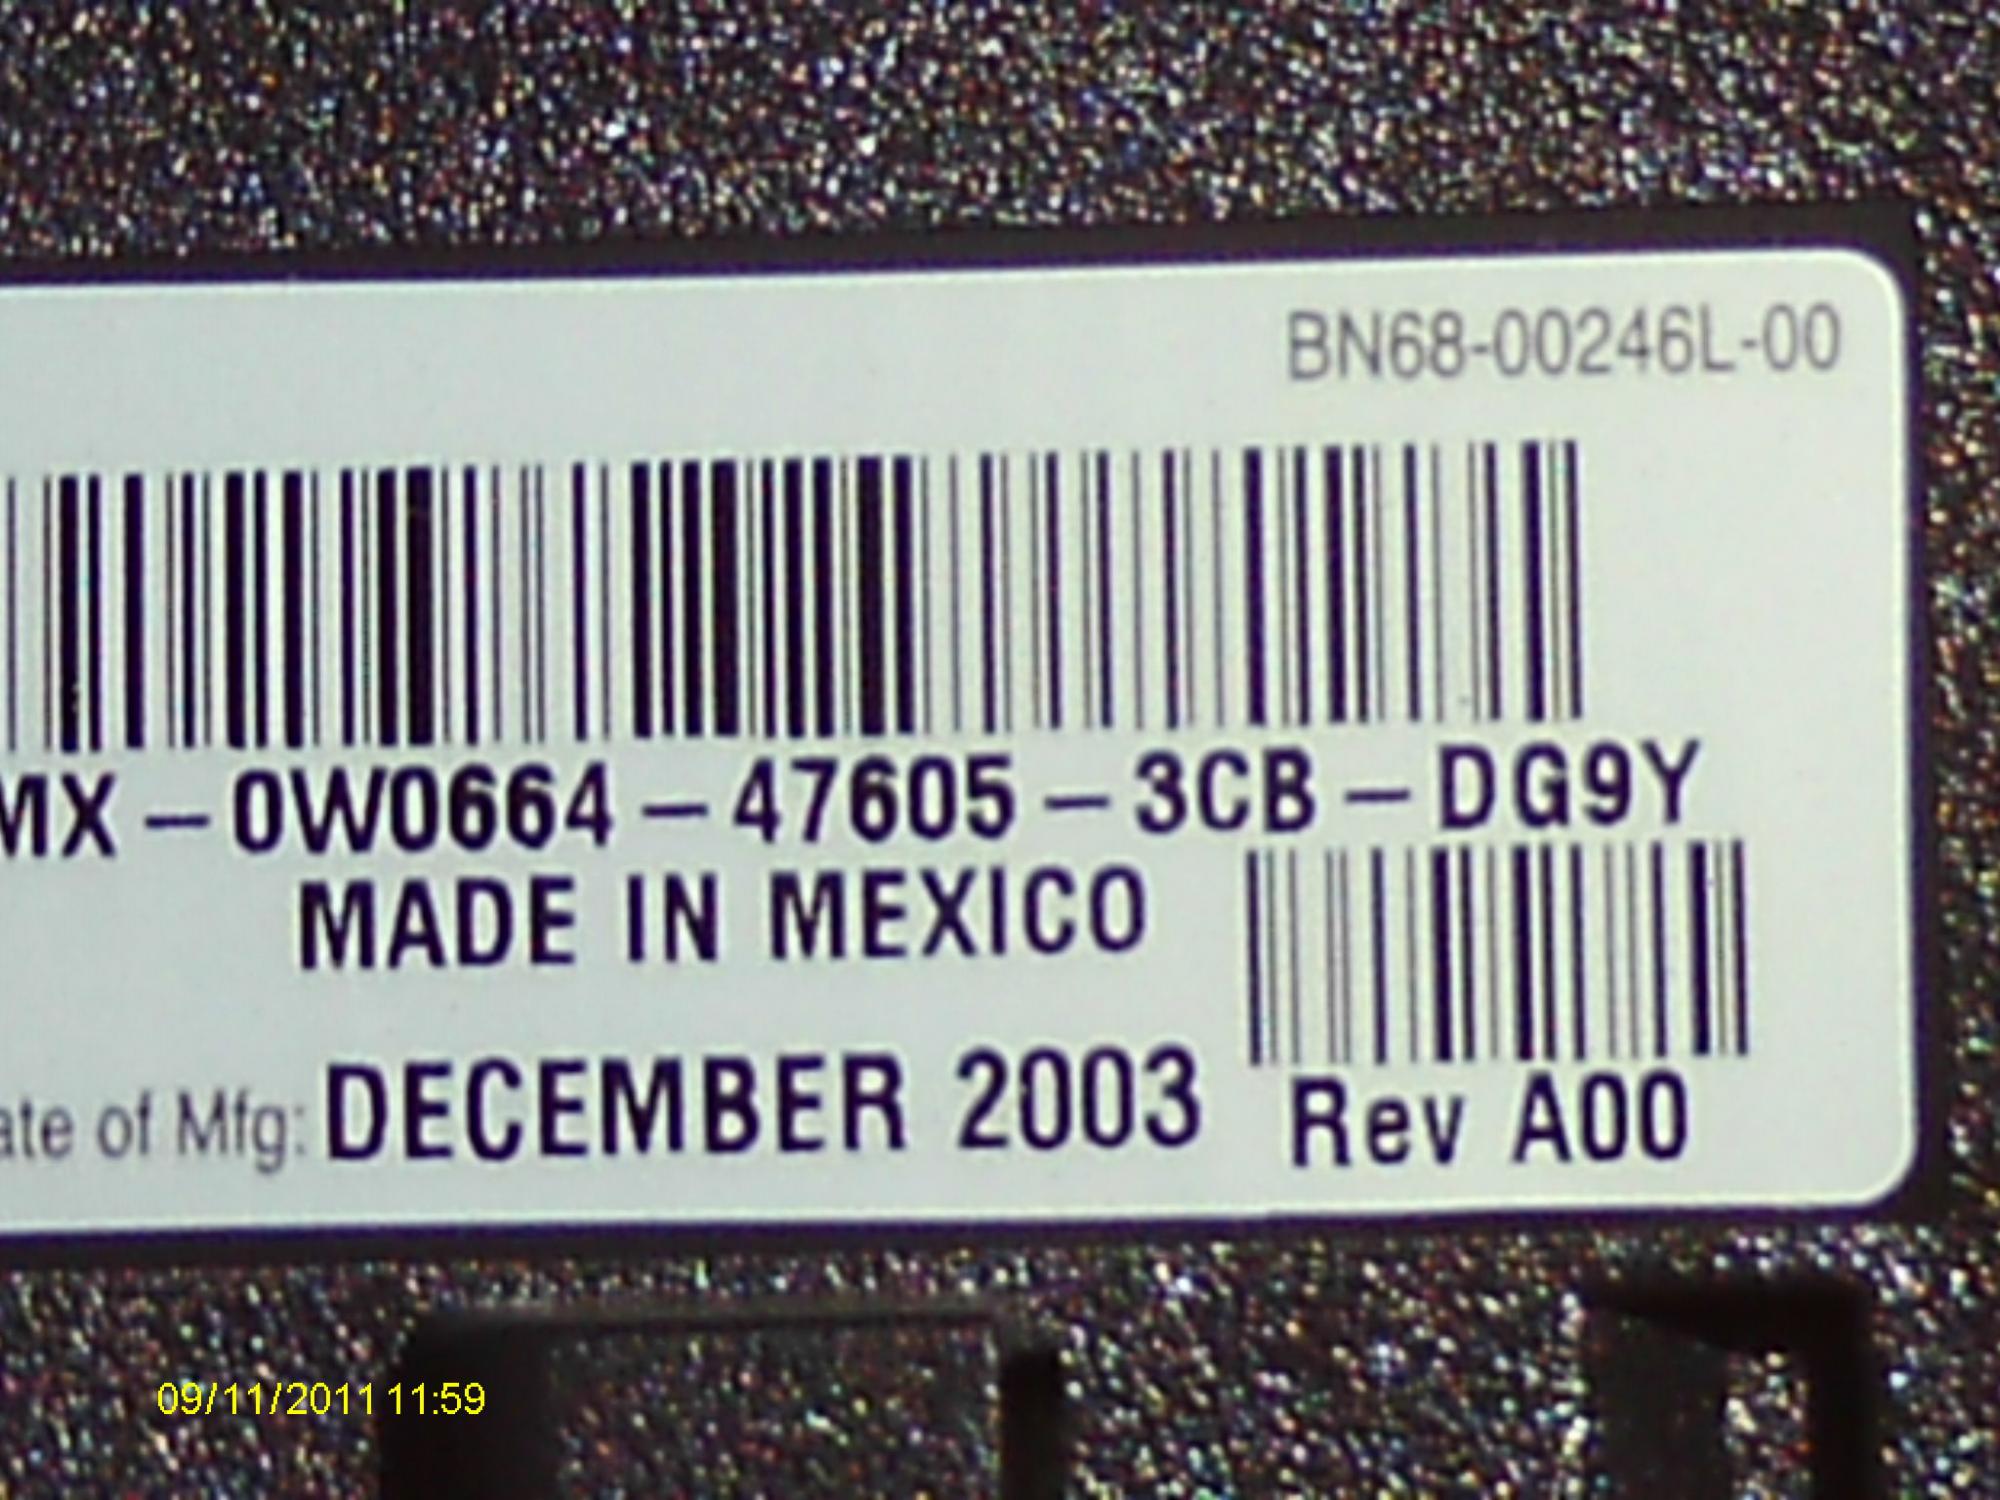 BN68-00246L-00
MX-0W0664-47605-3CB-DG9Y
MADE IN MEXICO
ate of Mfg: DECEMBER 2003
Rev A00
09/11/2011 11:59